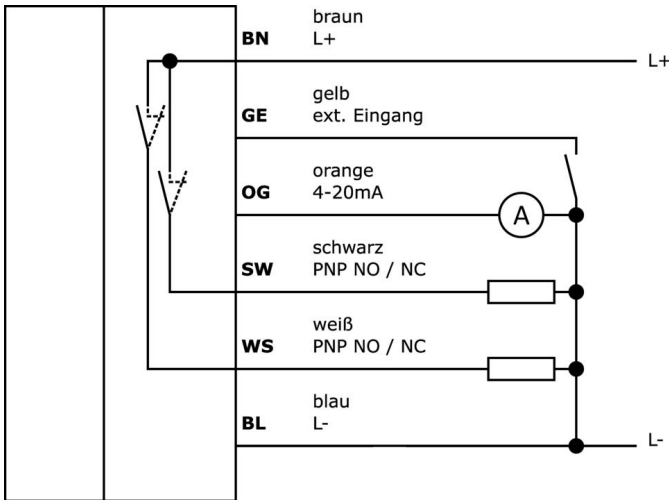 braun
BN L+ L+
gelb
GE ext. Eingang
orange
OG 4-20mA
A
schwarz
SW PNP NO / NC
weiß
WS PNP NO / NC
blau
BL L- L-